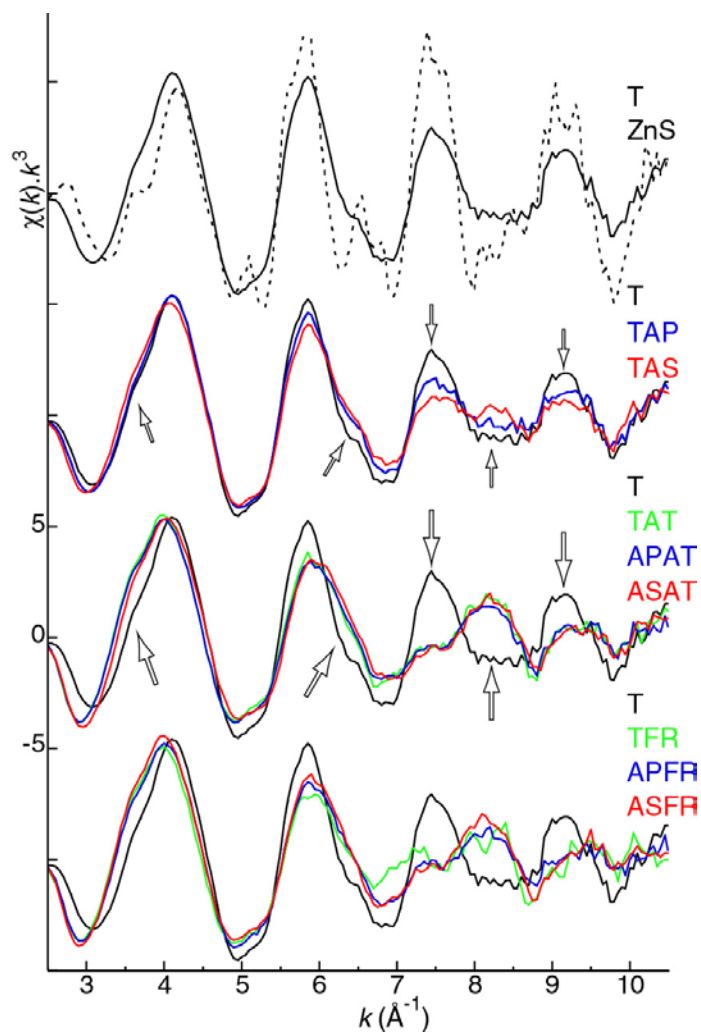 T
ZnS
χ(k).k³
T
TAP
TAS
T
TAT
APAT
ASAT
5
0
-5
T
TFR
APFR
ASFR
3 4 5 6 7 8 9 10
k (Å⁻¹)